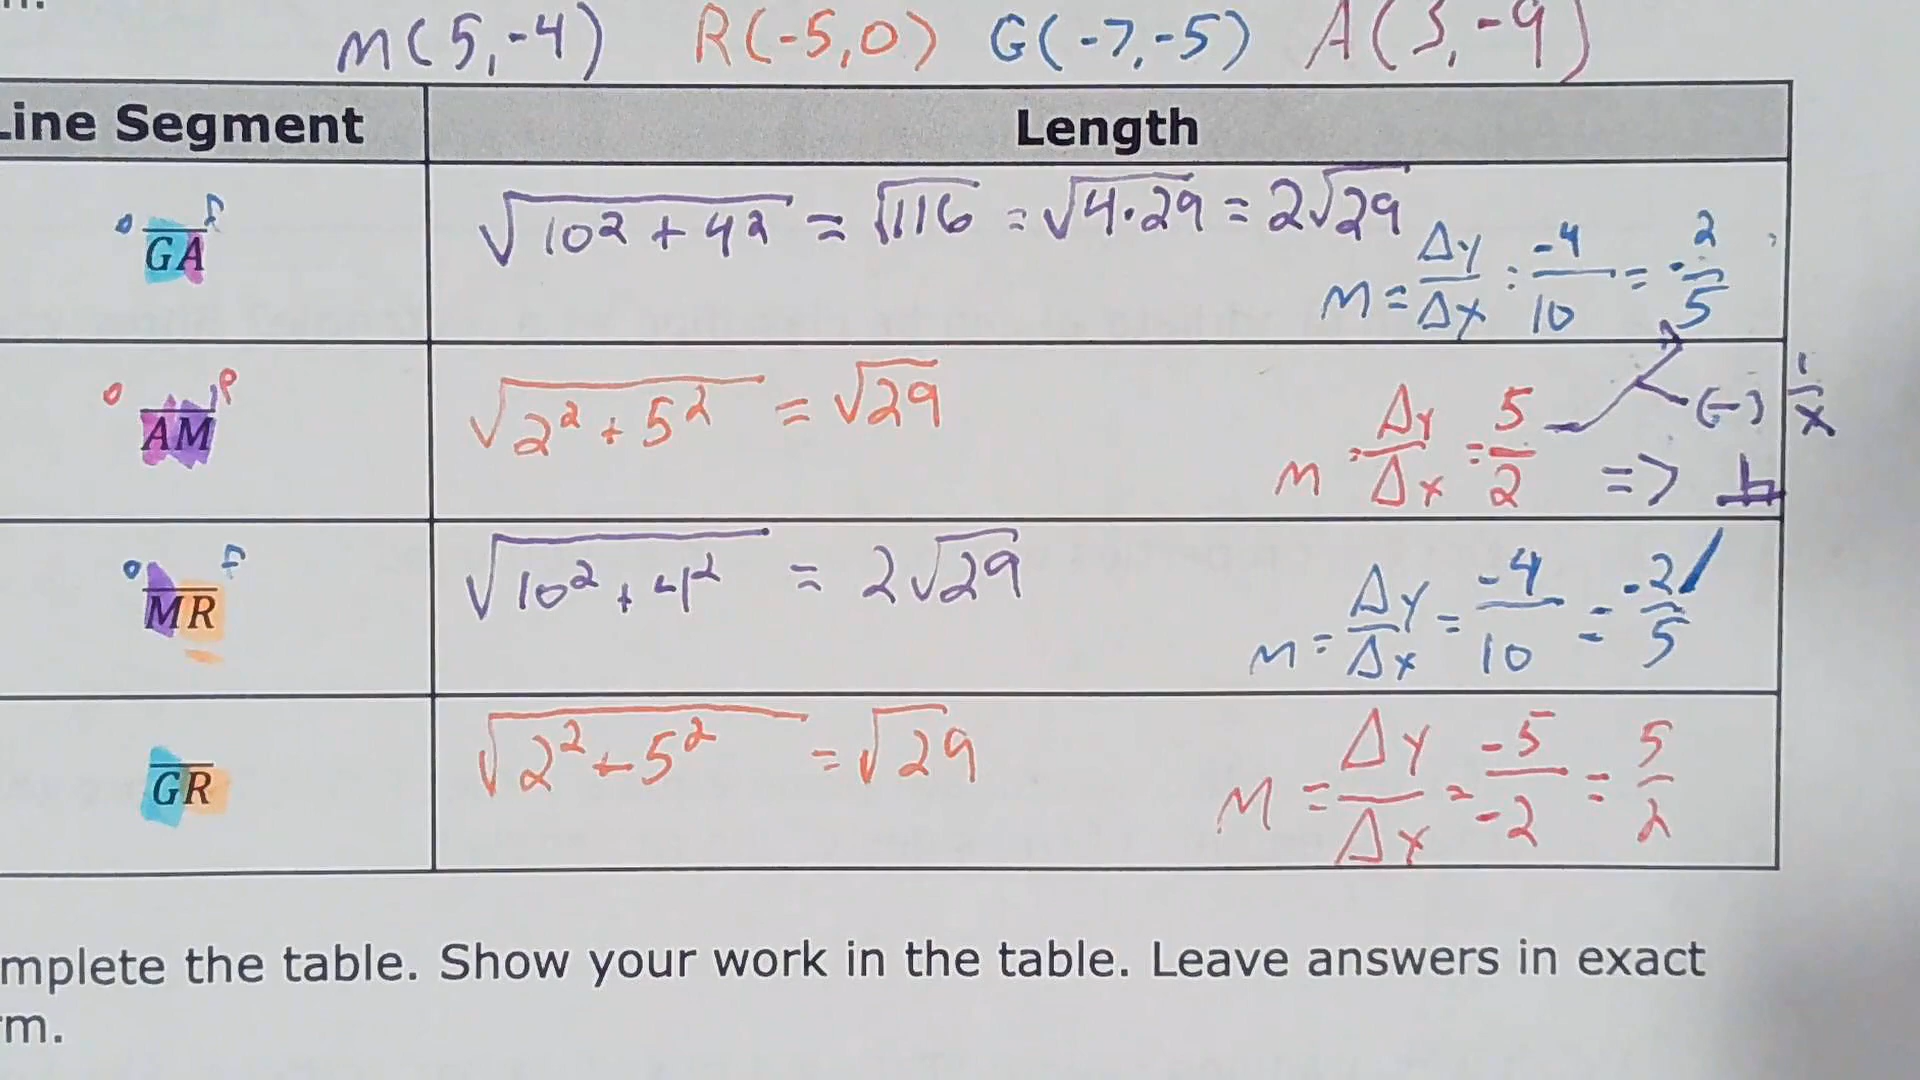 M(5,-4) R(-5,0) G(-7,-5) A(3,-9)
Line Segment Length
GA √(10² + 4²) = √116 = √(4·29) = 2√29
m = Δy/Δx = -4/10 = -2/5
AM √(2² + 5²) = √29
m = Δy/Δx = 5/2 (-) 1/x
=> ⊥
MR √(10² + 4²) = 2√29
m = Δy/Δx = -4/10 = -2/5
GR √(2² + 5²) = √29
m = Δy/Δx = -5/-2 = 5/2
mplete the table. Show your work in the table. Leave answers in exact
rm.